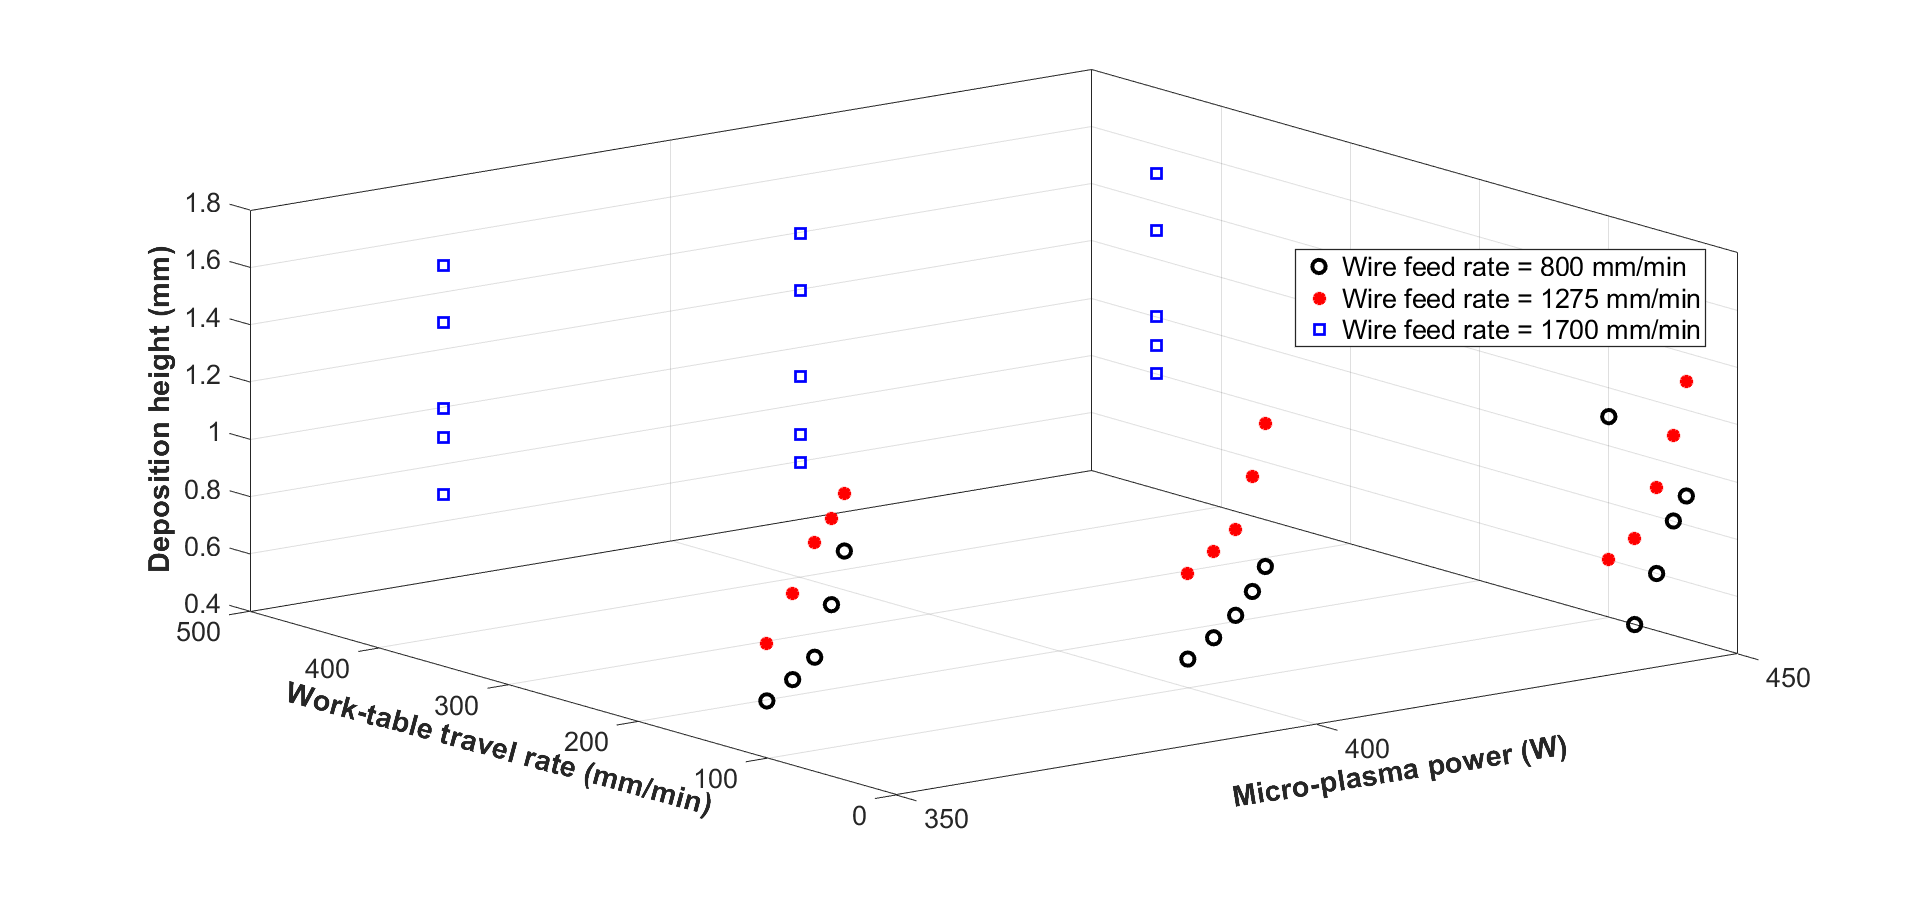 1.8
1.6
1.4
1.2
1
0.8
0.6
0.4
Deposition height (mm)
500
400
300
200
100
0
Work-table travel rate (mm/min)
350
400
450
Micro-plasma power (W)
Wire feed rate = 800 mm/min
Wire feed rate = 1275 mm/min
Wire feed rate = 1700 mm/min